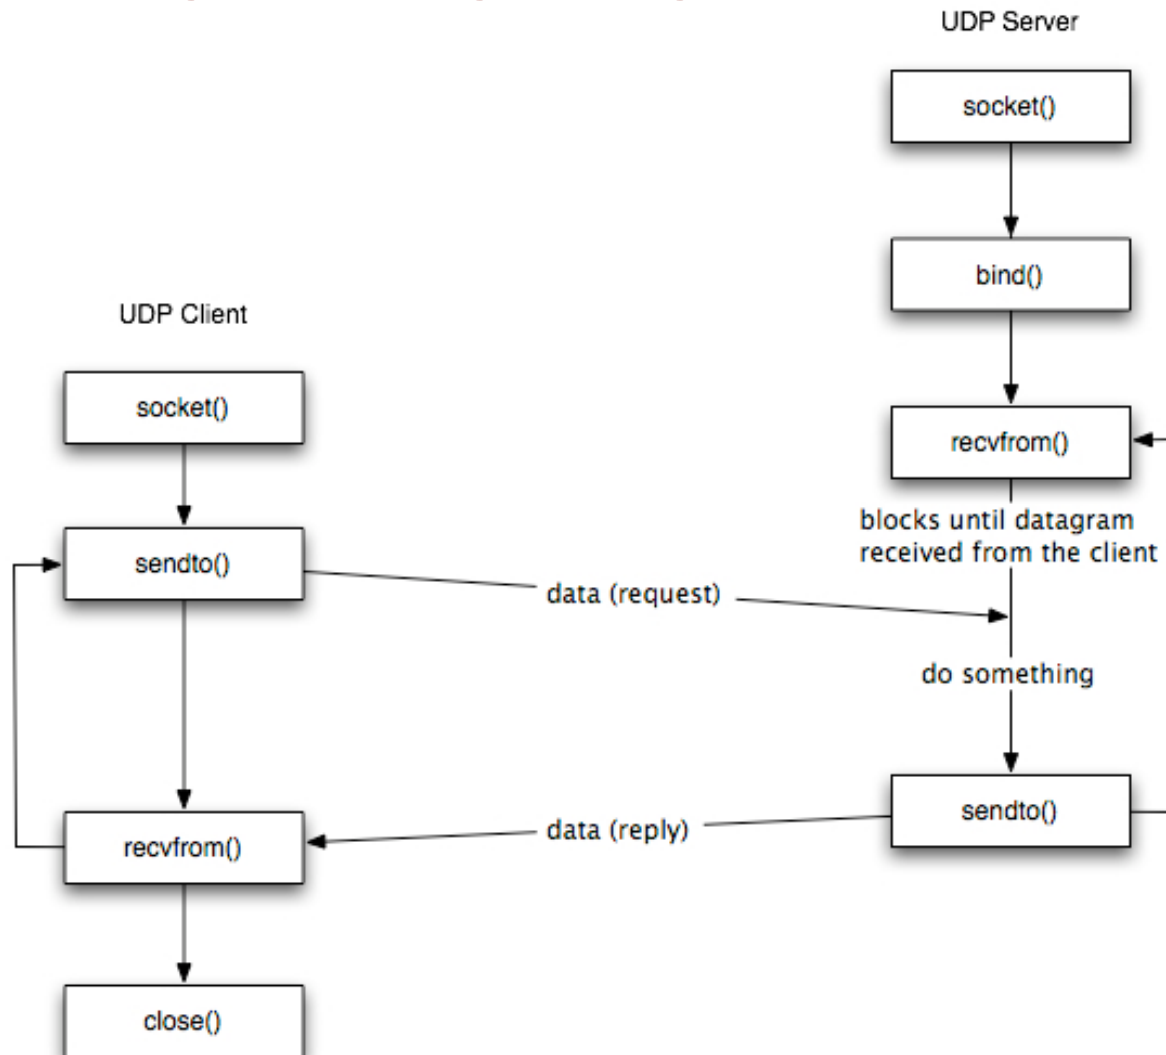 UDP Server
socket()
bind()
UDP Client
socket()
recvfrom()
blocks until datagram
received from the client
sendto()
data (request)
do something
sendto()
data (reply)
recvfrom()
close()